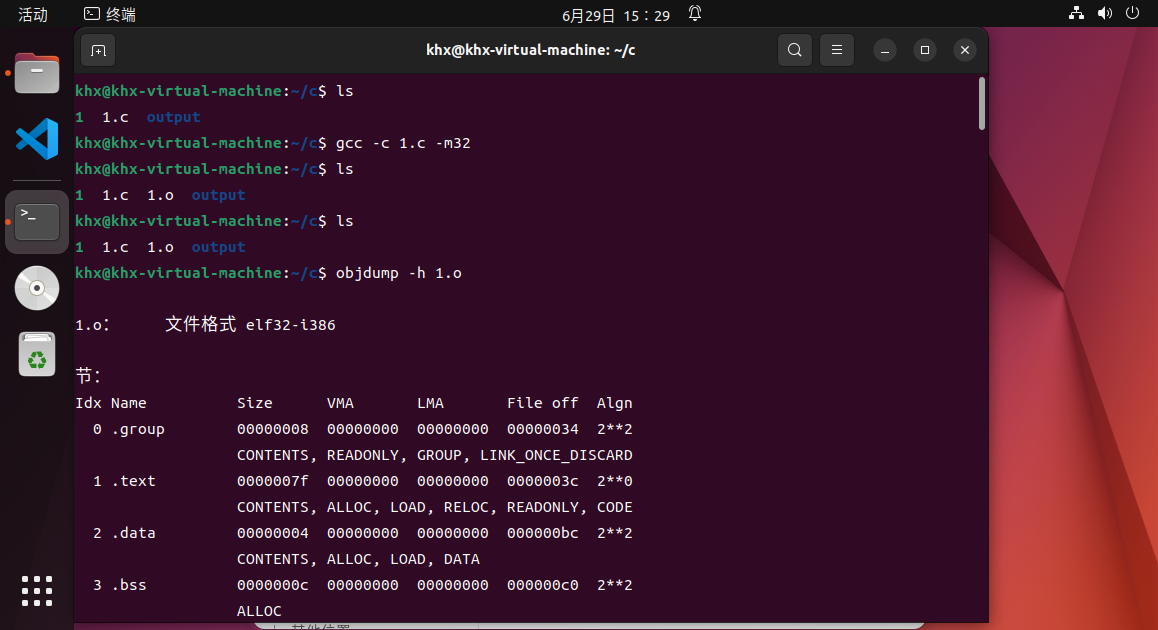 活动 终端 6月29日 15：29
khx@khx-virtual-machine: ~/c
khx@khx-virtual-machine:~/c$ ls
1 1.c output
khx@khx-virtual-machine:~/c$ gcc -c 1.c -m32
khx@khx-virtual-machine:~/c$ ls
1 1.c 1.o output
khx@khx-virtual-machine:~/c$ ls
1 1.c 1.o output
khx@khx-virtual-machine:~/c$ objdump -h 1.o
1.o： 文件格式 elf32-i386
节：
Idx Name Size VMA LMA File off Algn
0 .group 00000008 00000000 00000000 00000034 2**2
CONTENTS, READONLY, GROUP, LINK_ONCE_DISCARD
1 .text 0000007f 00000000 00000000 0000003c 2**0
CONTENTS, ALLOC, LOAD, RELOC, READONLY, CODE
2 .data 00000004 00000000 00000000 000000bc 2**2
CONTENTS, ALLOC, LOAD, DATA
3 .bss 0000000c 00000000 00000000 000000c0 2**2
ALLOC